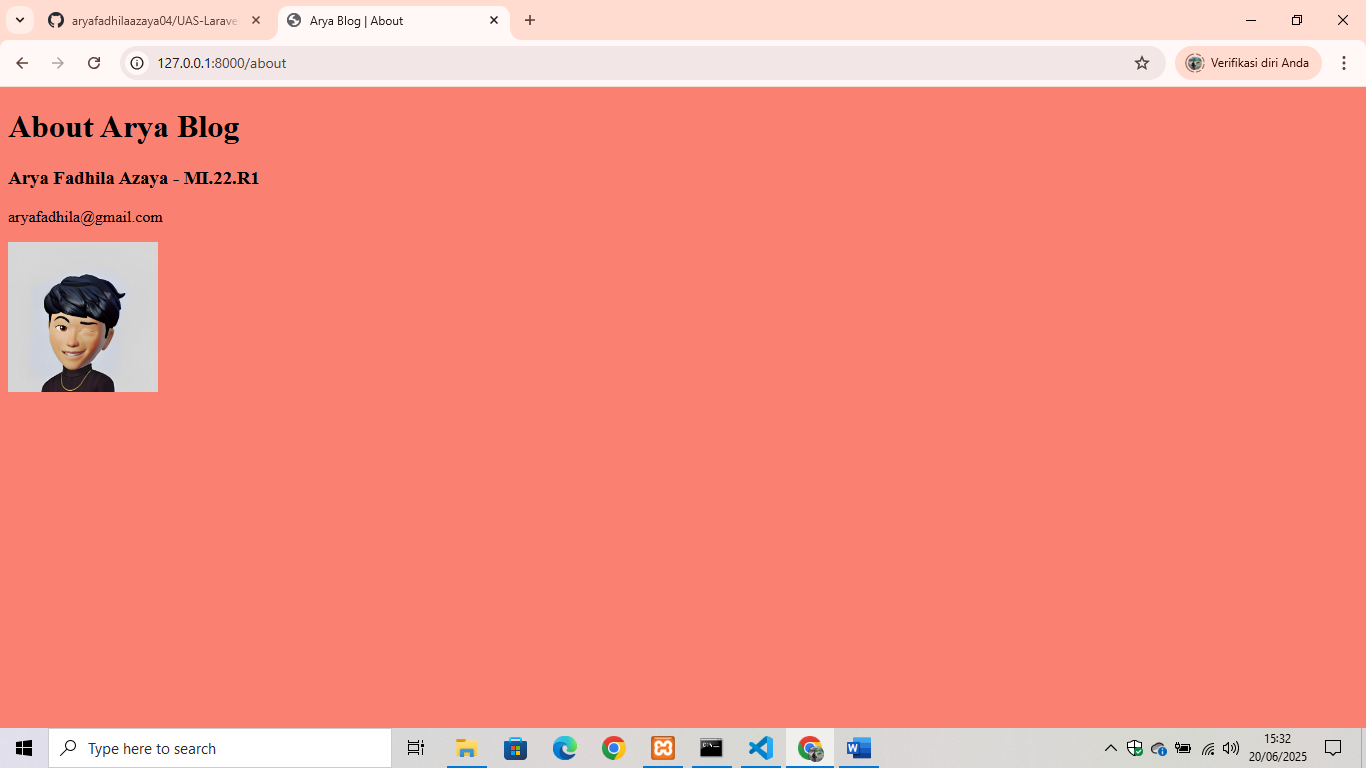 aryafadhilaazaya04/UAS-Larave
Arya Blog | About
127.0.0.1:8000/about
Verifikasi diri Anda
About Arya Blog
Arya Fadhila Azaya - MI.22.R1
aryafadhila@gmail.com
Type here to search
15:32
20/06/2025